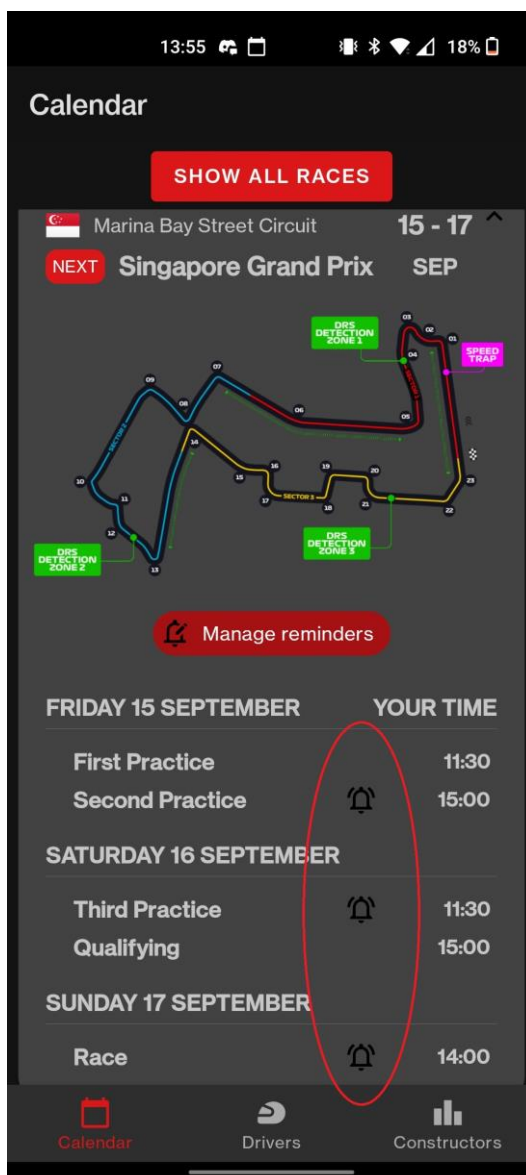 13:55
18%
Calendar
SHOW ALL RACES
Marina Bay Street Circuit
15 - 17
NEXT
Singapore Grand Prix
SEP
DRS
DETECTION
ZONE 1
SPEED
TRAP
03
02
01
04
SECTOR 1
05
06
07
08
09
SECTOR 2
10
11
12
13
14
15
16
17
SECTOR 3
18
19
20
21
22
23
DRS
DETECTION
ZONE 2
DRS
DETECTION
ZONE 3
Manage reminders
FRIDAY 15 SEPTEMBER YOUR TIME
First Practice 11:30
Second Practice 15:00
SATURDAY 16 SEPTEMBER
Third Practice 11:30
Qualifying 15:00
SUNDAY 17 SEPTEMBER
Race 14:00
Calendar Drivers Constructors